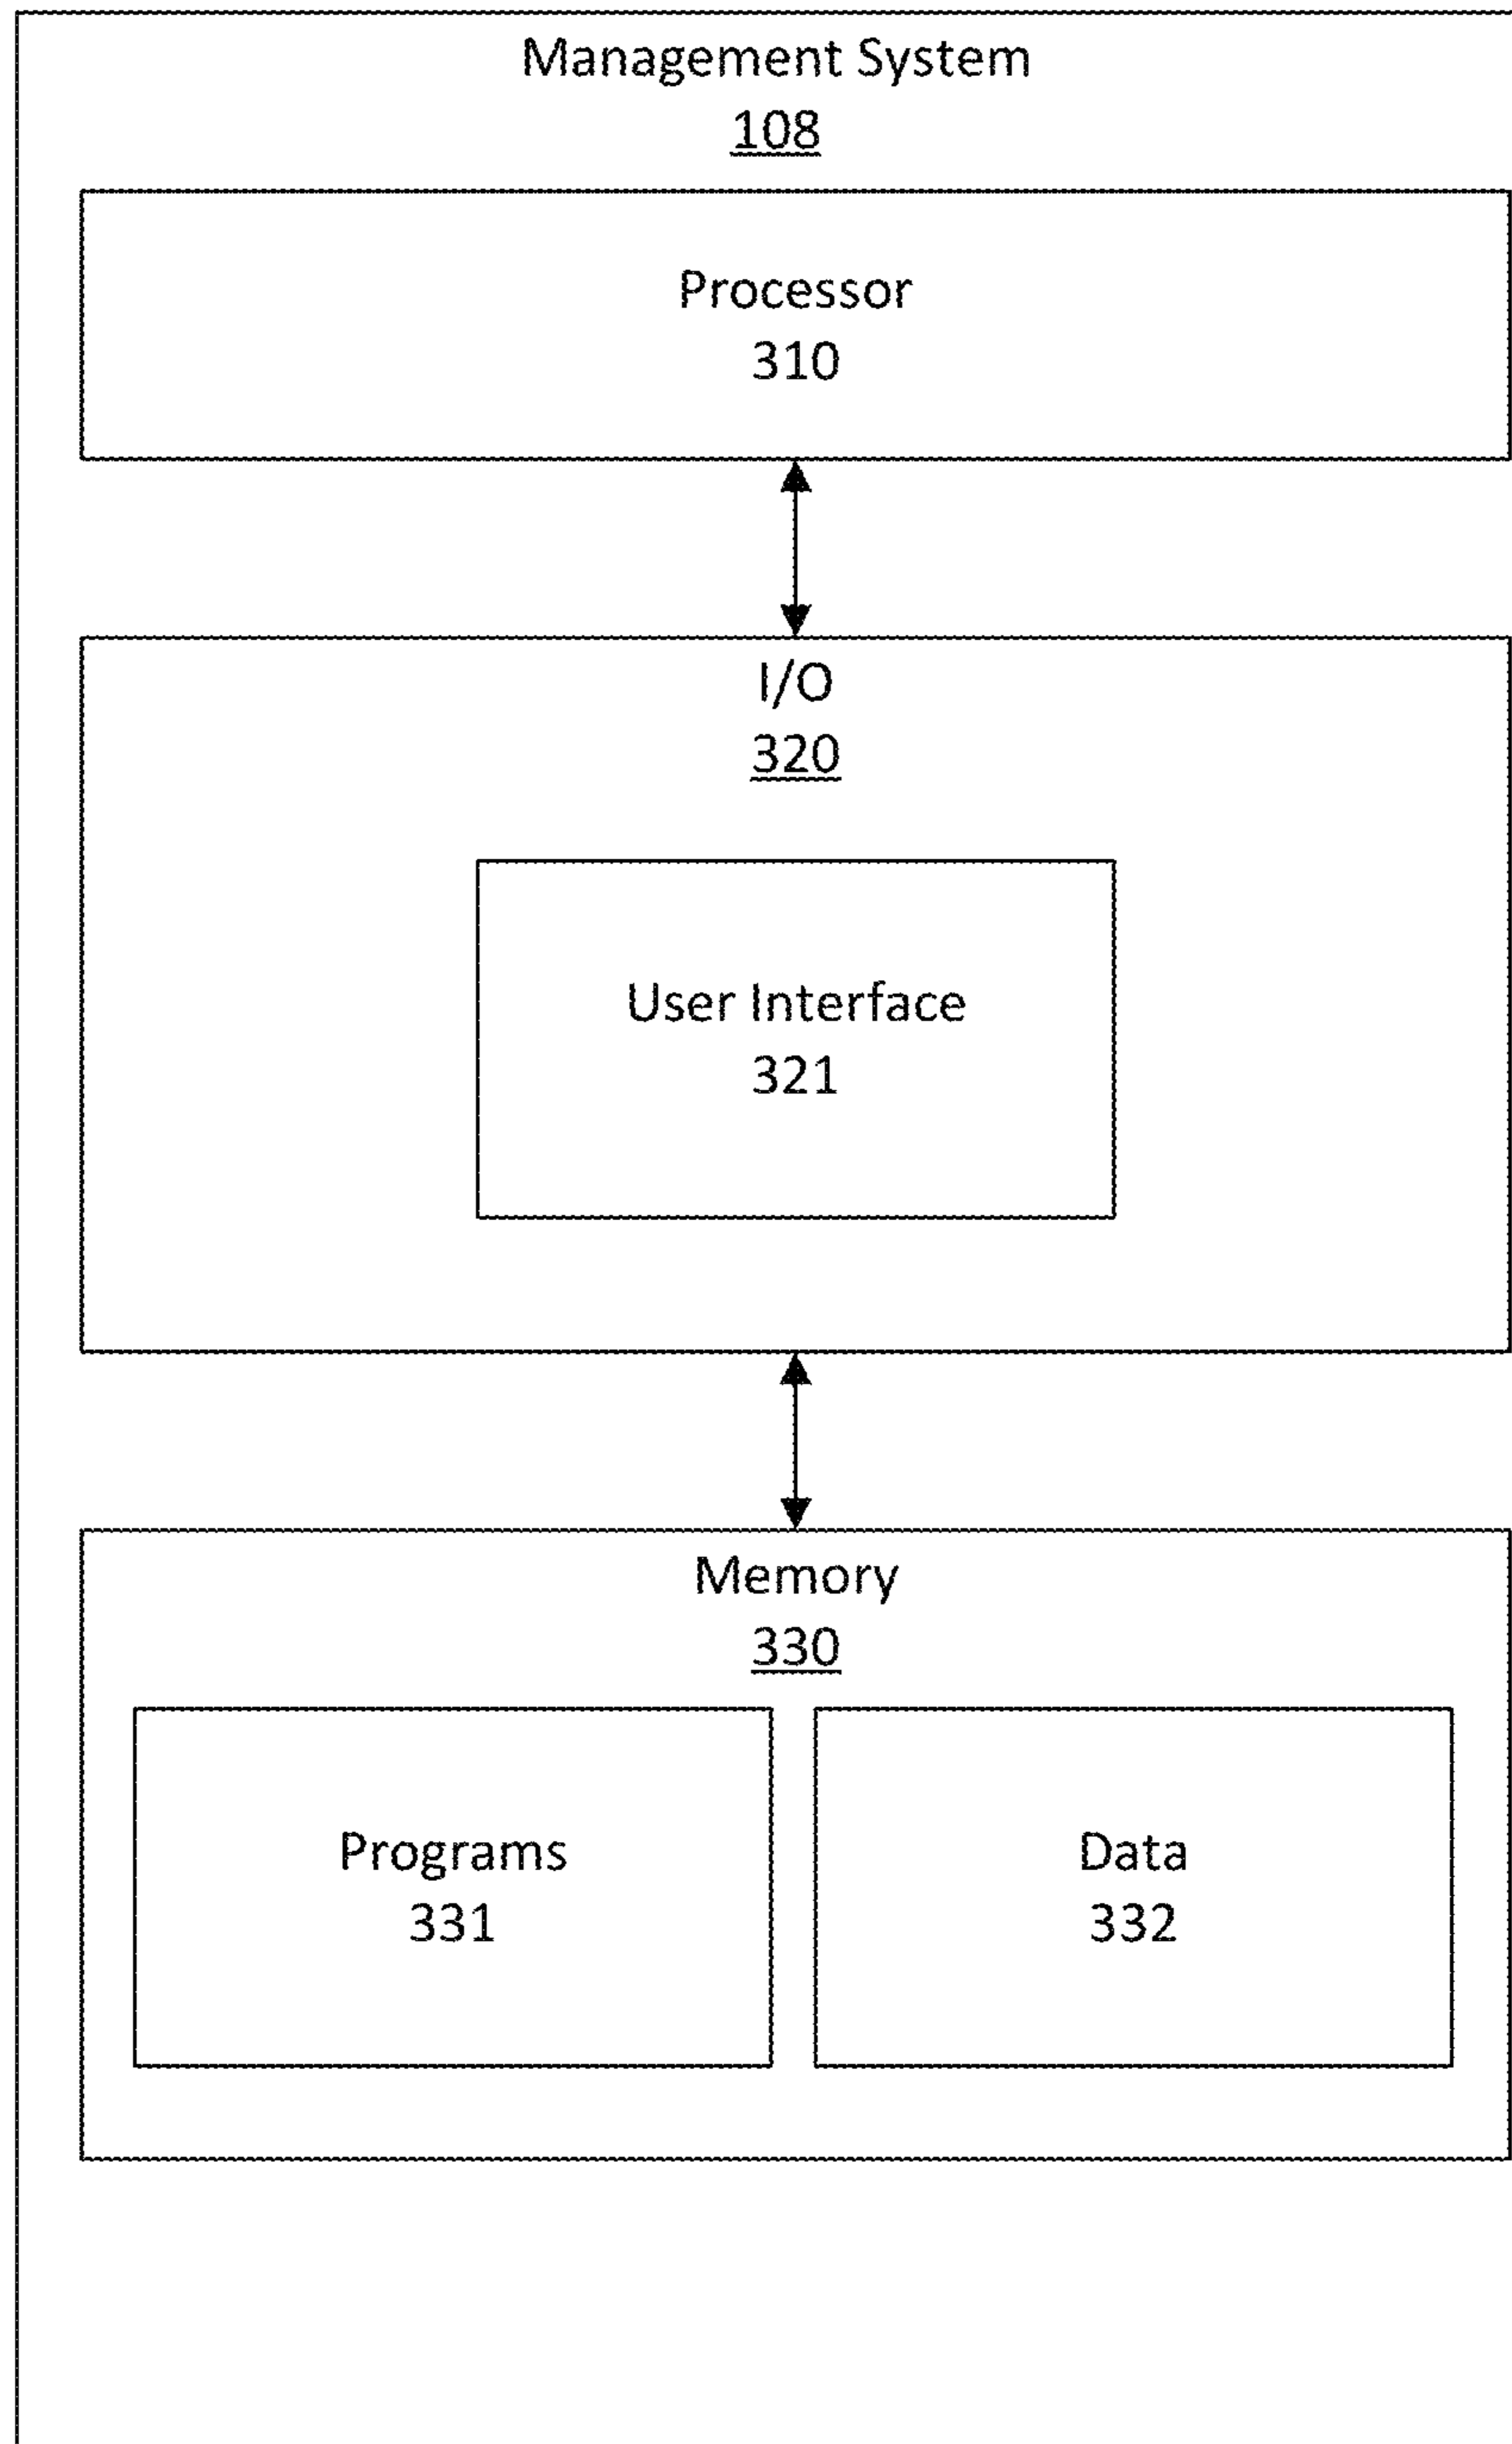 Management System
108
Processor
310
I/O
320
User Interface
321
Memory
330
Programs
331
Data
332